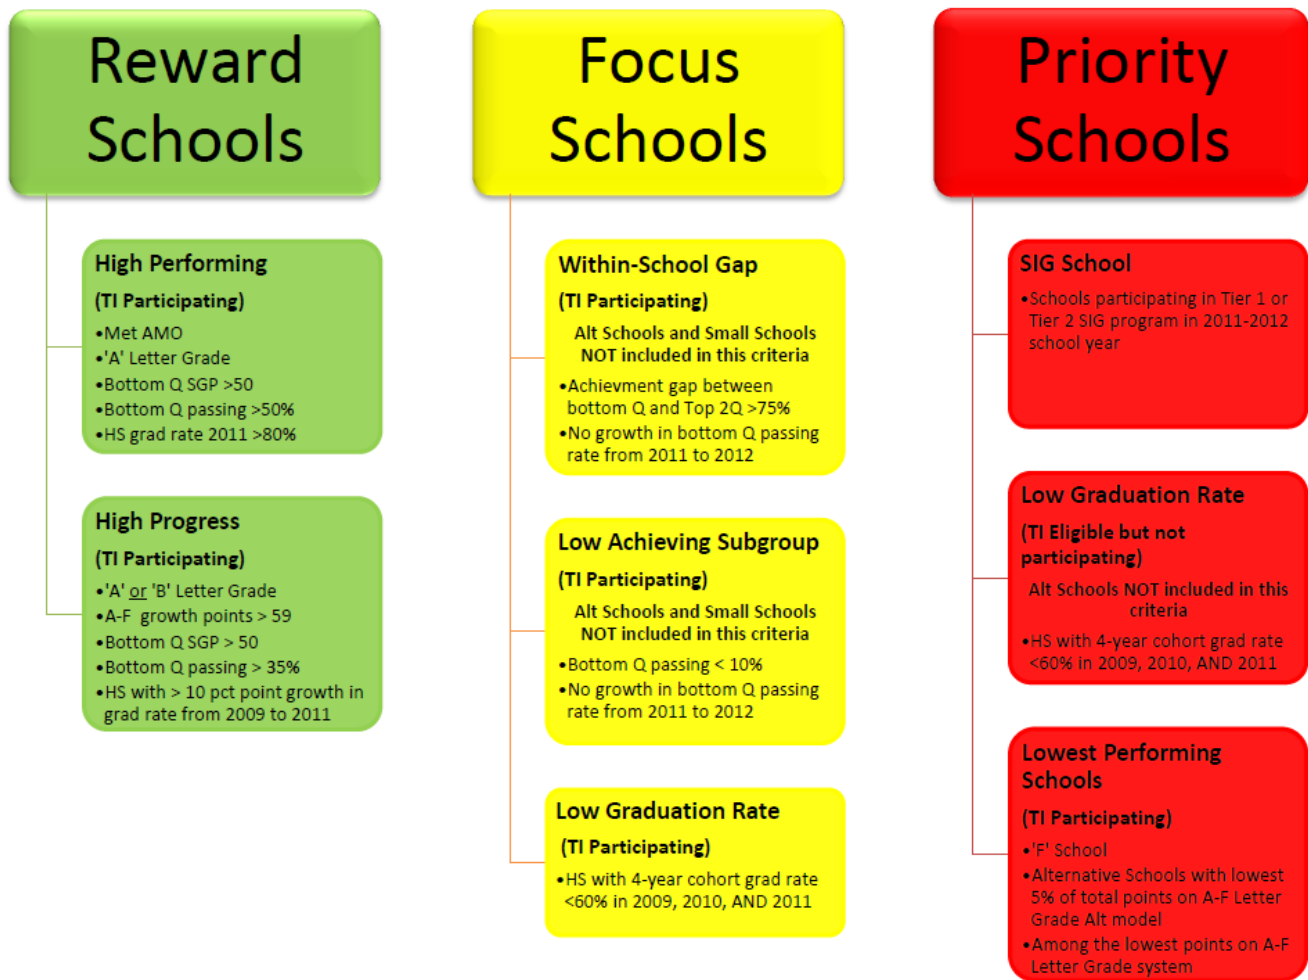 Reward
Schools
High Performing
(TI Participating)
•Met AMO
•'A' Letter Grade
•Bottom Q SGP >50
•Bottom Q passing >50%
•HS grad rate 2011 >80%
High Progress
(TI Participating)
•'A' or 'B' Letter Grade
•A-F growth points > 59
•Bottom Q SGP > 50
•Bottom Q passing > 35%
•HS with > 10 pct point growth in
grad rate from 2009 to 2011
Focus
Schools
Within-School Gap
(TI Participating)
Alt Schools and Small Schools
NOT included in this criteria
•Achievment gap between
bottom Q and Top 2Q >75%
•No growth in bottom Q passing
rate from 2011 to 2012
Low Achieving Subgroup
(TI Participating)
Alt Schools and Small Schools
NOT included in this criteria
•Bottom Q passing < 10%
•No growth in bottom Q passing
rate from 2011 to 2012
Low Graduation Rate
(TI Participating)
•HS with 4-year cohort grad rate
<60% in 2009, 2010, AND 2011
Priority
Schools
SIG School
•Schools participating in Tier 1 or
Tier 2 SIG program in 2011-2012
school year
Low Graduation Rate
(TI Eligible but not
participating)
Alt Schools NOT included in this
criteria
•HS with 4-year cohort grad rate
<60% in 2009, 2010, AND 2011
Lowest Performing
Schools
(TI Participating)
•'F' School
•Alternative Schools with lowest
5% of total points on A-F Letter
Grade Alt model
•Among the lowest points on A-F
Letter Grade system